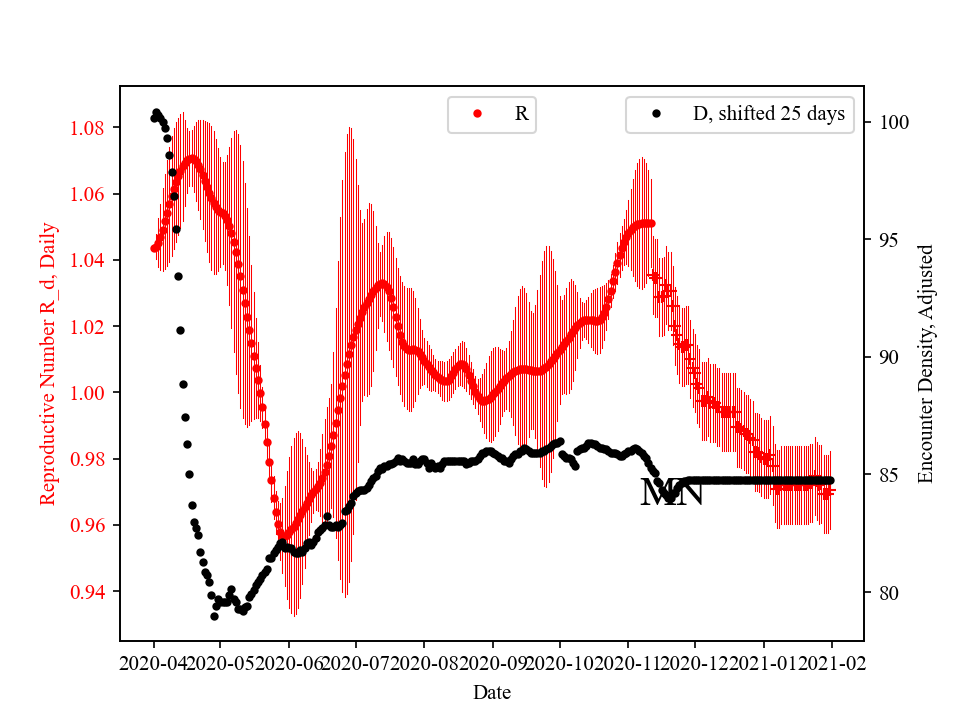 R
D, shifted 25 days
1.08
1.06
1.04
1.02
1.00
0.98
0.96
0.94
Reproductive Number R_d, Daily
100
95
90
85
80
Encounter Density, Adjusted
MN
2020-04 2020-05 2020-06 2020-07 2020-08 2020-09 2020-10 2020-11 2020-12 2021-01 2021-02
Date